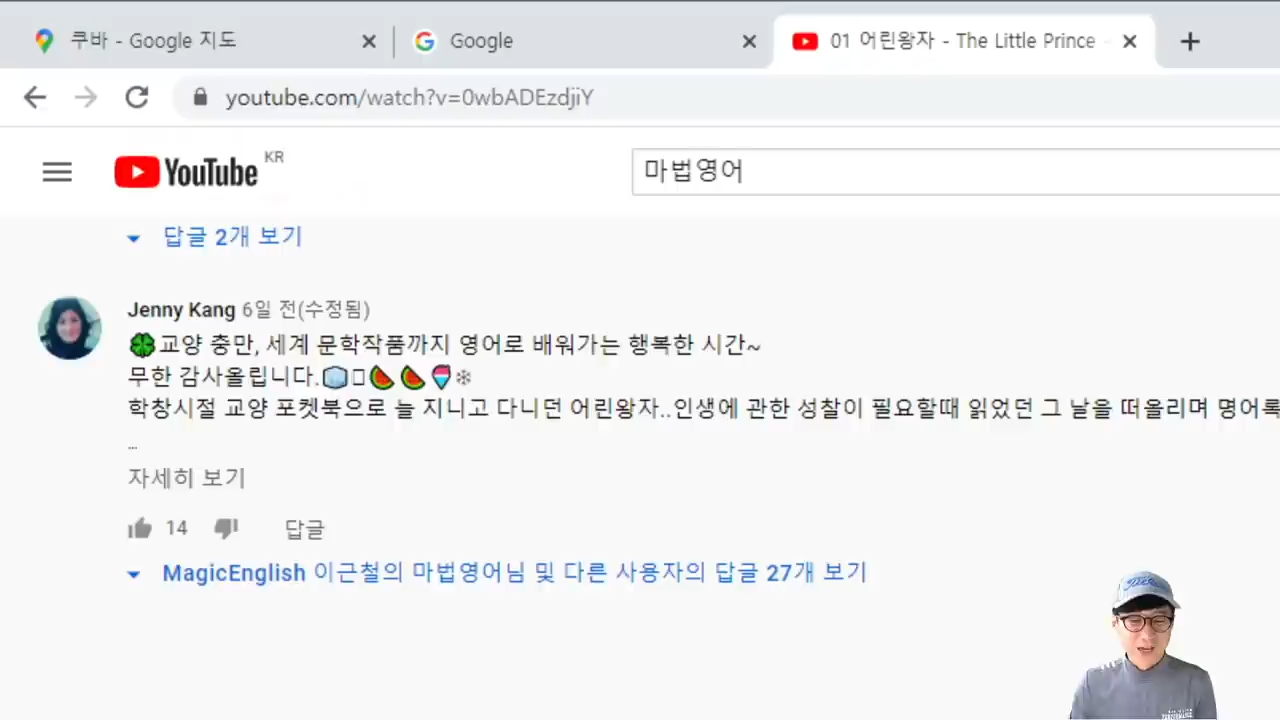 쿠바 - Google 지도
Google
01 어린왕자 - The Little Prince -
youtube.com/watch?v=0wbADEzdjiY
YouTube KR
마법영어
답글 2개 보기
Jenny Kang 6일 전(수정됨)
🍀교양 충만, 세계 문학작품까지 영어로 배워가는 행복한 시간~
무한 감사올립니다.🧊▯🍉🍉🍧❄
학창시절 교양 포켓북으로 늘 지니고 다니던 어린왕자..인생에 관한 성찰이 필요할때 읽었던 그 날을 떠올리며 명어록
...
자세히 보기
14 답글
MagicEnglish 이근철의 마법영어님 및 다른 사용자의 답글 27개 보기